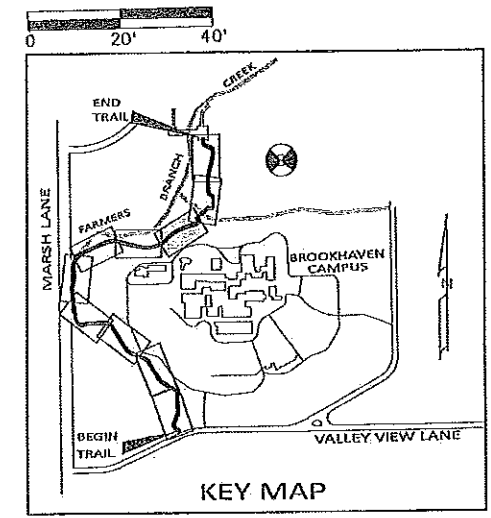 0 20' 40'
CREEK
END
TRAIL
BRANCH
FARMERS
MARSH LANE
BROOKHAVEN
CAMPUS
BEGIN
TRAIL
VALLEY VIEW LANE
KEY MAP